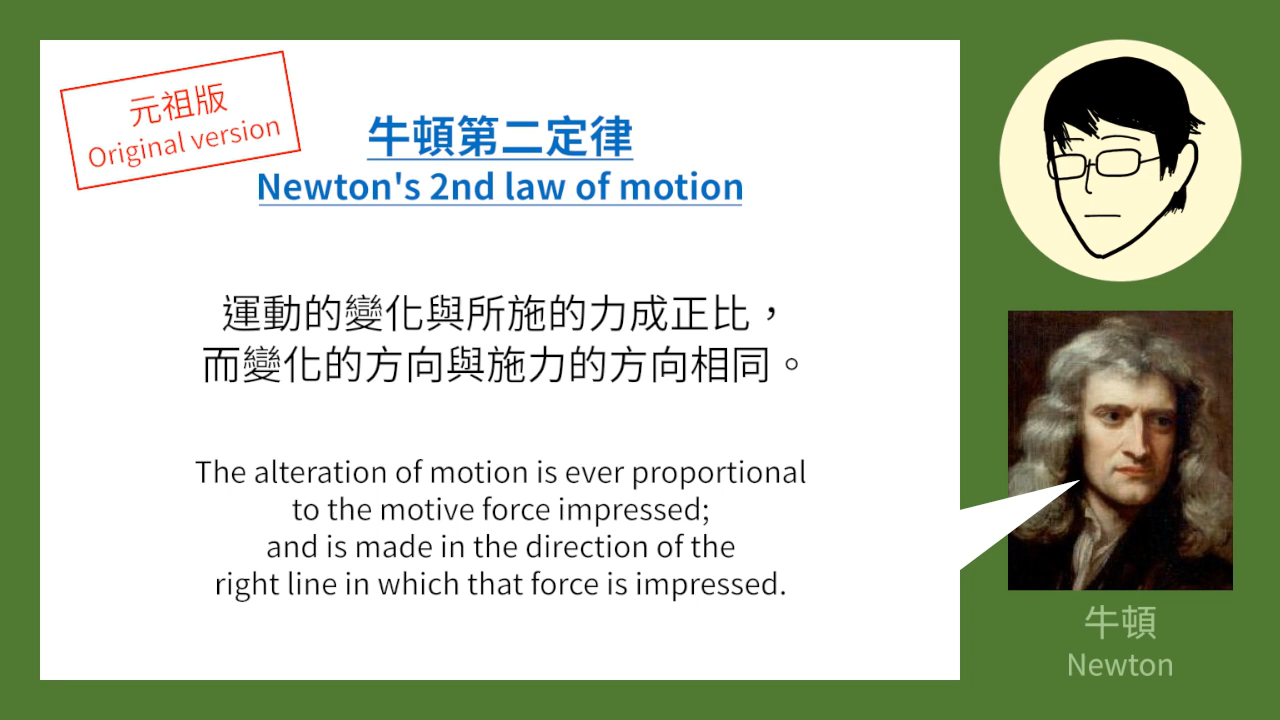 元祖版
Original version
牛頓第二定律
Newton's 2nd law of motion
運動的變化與所施的力成正比，
而變化的方向與施力的方向相同。
The alteration of motion is ever proportional
to the motive force impressed;
and is made in the direction of the
right line in which that force is impressed.
牛頓
Newton